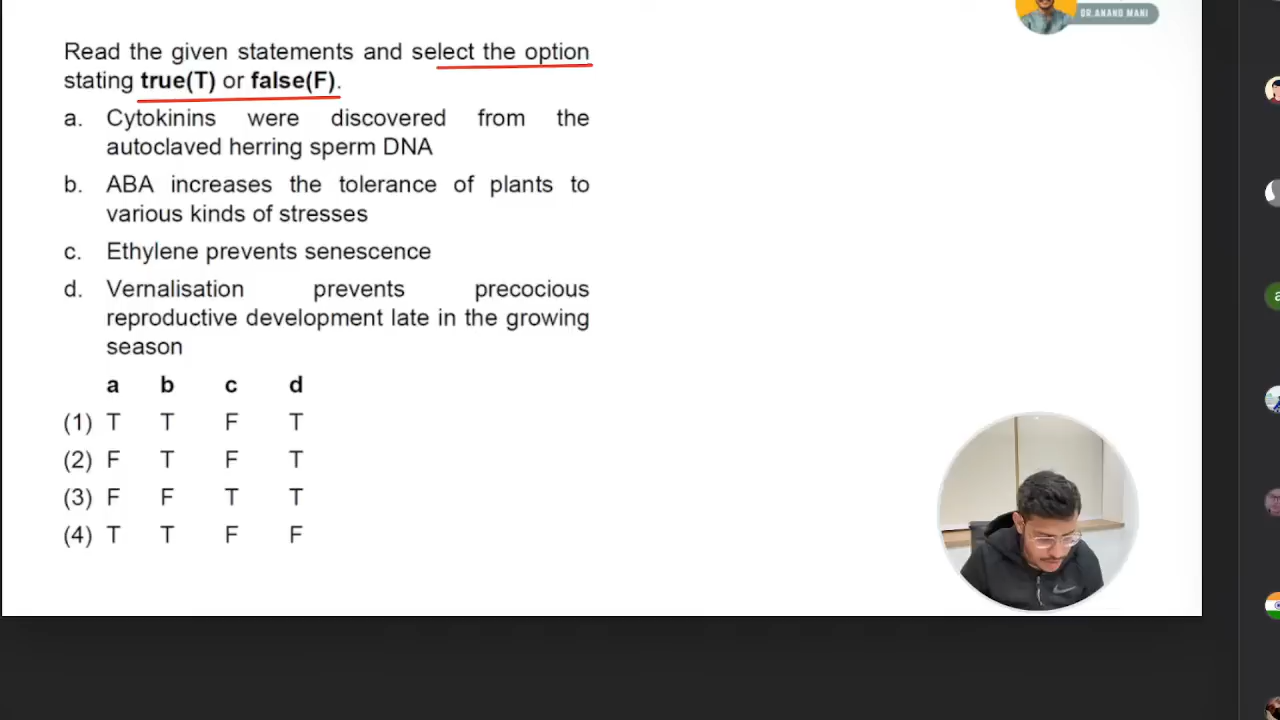 DR.ANAND MANI
Read the given statements and select the option
stating true(T) or false(F).
a. Cytokinins were discovered from the
autoclaved herring sperm DNA
b. ABA increases the tolerance of plants to
various kinds of stresses
c. Ethylene prevents senescence
d. Vernalisation prevents precocious
reproductive development late in the growing
season
a b c d
(1) T T F T
(2) F T F T
(3) F F T T
(4) T T F F
a